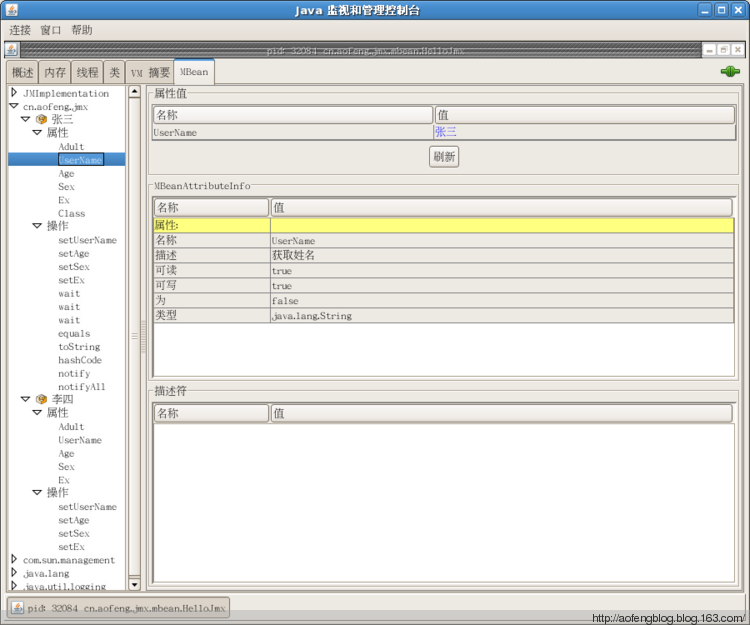 Java 监视和管理控制台
连接 窗口 帮助
pid: 32084 cn.aofeng.jmx.mbean.HelloJmx
概述 内存 线程 类 VM 摘要 MBean
JMImplementation
cn.aofeng.jmx
张三
属性
Adult
UserName
Age
Sex
Ex
Class
操作
setUserName
setAge
setSex
setEx
wait
wait
wait
equals
toString
hashCode
notify
notifyAll
李四
属性
Adult
UserName
Age
Sex
Ex
操作
setUserName
setAge
setSex
setEx
com.sun.management
java.lang
java.util.logging
属性值
名称 值
UserName 张三
刷新
MBeanAttributeInfo
名称 值
属性:
名称 UserName
描述 获取姓名
可读 true
可写 true
为 false
类型 java.lang.String
描述符
名称 值
pid: 32084 cn.aofeng.jmx.mbean.HelloJmx
http://aofengblog.blog.163.com/